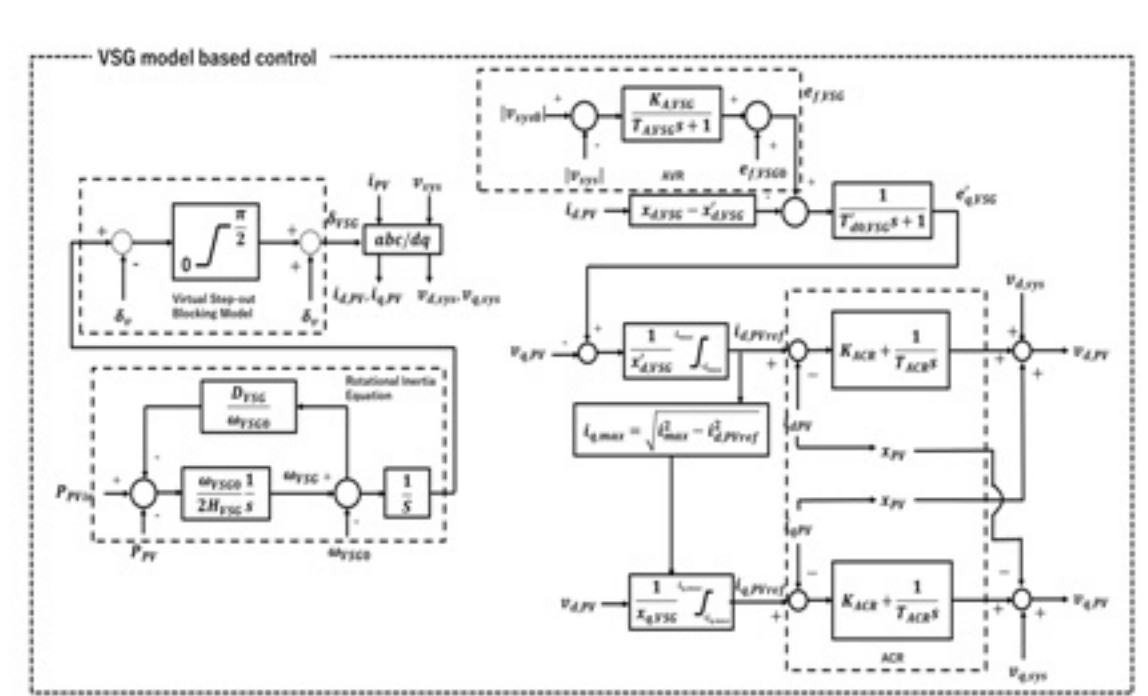 VSG model based control
|v_sys0|
+
-
|v_sys|
K_A,VSG / T_A,VSG s + 1
+
+
e_f,VSG0
AVR
e_f,VSG
i_d,PV
x_d,VSG − x'_d,VSG
-
+
1 / T'_d0,VSG s + 1
e'_q,VSG
+
-
δ_v
0
π / 2
Virtual Step-out
Blocking Model
+
+
δ_v
δ_VSG
i_PV
v_sys
abc/dq
i_d,PV, i_q,PV
v_d,sys, v_q,sys
Rotational Inertia
Equation
D_VSG / ω_VSG0
+
-
-
P_PV
ω_VSG0 / 2H_VSG 1 / s
ω_VSG
+
-
ω_VSG0
1 / S
v_q,PV
-
+
1 / x'_d,VSG ∫
i_d,PVref
+
−
K_ACR + 1 / T_ACR s
v_d,sys
+
+
+
v_d,PV
i_q,max = √(i²_max − i²_d,PVref)
x_PV
x_PV
v_d,PV
1 / x_q,VSG ∫
i_q,PVref
+
−
K_ACR + 1 / T_ACR s
ACR
−
+
+
v_q,PV
v_q,sys